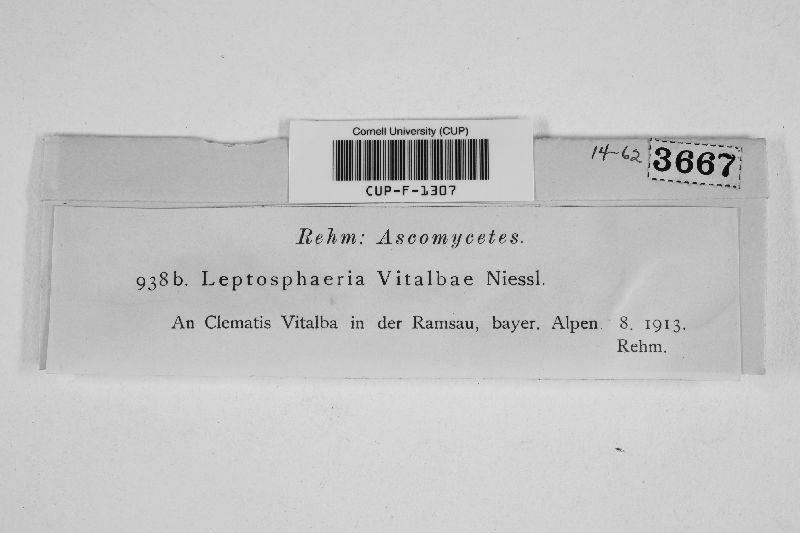 Cornell University (CUP)
CUP-F-1307
14-62 3667
Rehm: Ascomycetes.
938b. Leptosphaeria Vitalbae Niessl.
An Clematis Vitalba in der Ramsau, bayer. Alpen. 8. 1913.
Rehm.